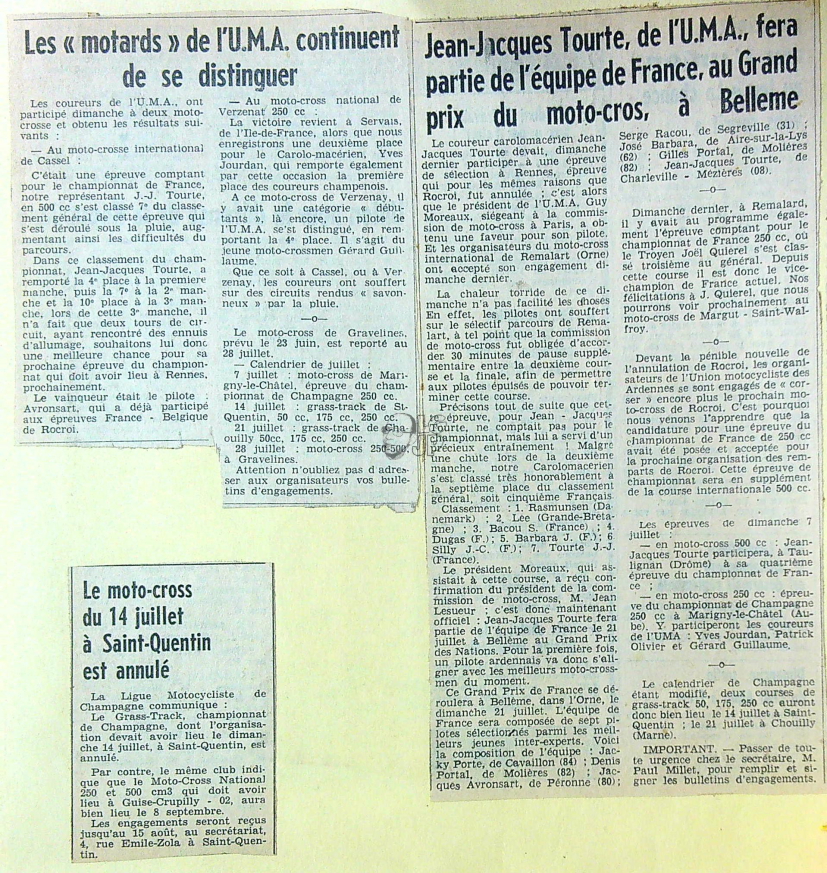 Les « motards » de l'U.M.A. continuent
de se distinguer
Les coureurs de l'U.M.A., ont
participé dimanche à deux moto-
crosse et obtenu les résultats sui-
vants :
— Au moto-crosse international
de Cassel :
C'était une épreuve comptant
pour le championnat de France,
notre représentant J.-J. Tourte,
en 500 cc s'est classé 7e du classe-
ment général de cette épreuve qui
s'est déroulé sous la pluie, aug-
mentant ainsi les difficultés du
parcours.
Dans ce classement du cham-
pionnat, Jean-Jacques Tourte, a
remporté la 4e place à la premiere
manche, puis la 7e à la 2e man-
che et la 10e place à la 3e man-
che, lors de cette 3e manche, il
n'a fait que deux tours de cir-
cuit, ayant rencontré des ennuis
d'allumage, souhaitons lui donc
une meilleure chance pour sa
prochaine épreuve du championnat
qui doit avoir lieu à Rennes,
prochainement.
Le vainqueur était le pilote :
Avronsart, qui a déjà participé
aux épreuves France - Belgique
de Rocroi.
— Au moto-cross national de
Verzenay 250 cc :
La victoire revient à Servais,
de l'Ile-de-France, alors que nous
enregistrons une deuxième place
pour le Carolo-macérien, Yves
Jourdan, qui remporte également
par cette occasion la première
place des coureurs champenois.
A ce moto-cross de Verzenay, il
y avait une catégorie « débu-
tants », là encore, un pilote de
l'U.M.A. se'st distingué, en rem-
portant la 4e place. Il s'agit du
jeune moto-crossmen Gérard Guil-
laume.
Que ce soit à Cassel, ou à Ver-
zenay, les coureurs ont souffert
sur des circuits rendus « savon-
neux » par la pluie.
—o—
Le moto-cross de Gravelines,
prévu le 23 juin, est reporté au
28 juillet.
— Calendrier de juillet :
7 juillet : moto-cross de Mari-
gny-le-Châtel, épreuve du cham-
pionnat de Champagne 250 cc.
14 juillet : grass-track de St-
Quentin, 50 cc, 175 cc, 250 cc.
21 juillet : grass-track de Cha-
ouilly 50cc, 175 cc, 250 cc.
28 juillet : moto-cross 250-500,
à Gravelines.
Attention n'oubliez pas d'adres-
ser aux organisateurs vos bulle-
tins d'engagements.
Le moto-cross
du 14 juillet
à Saint-Quentin
est annulé
La Ligue Motocycliste de
Champagne communique :
Le Grass-Track, championnat
de Champagne, dont l'organisa-
tion devait avoir lieu le diman-
che 14 juillet, à Saint-Quentin, est
annulé.
Par contre, le même club indi-
que que le Moto-Cross National
250 et 500 cm3 qui doit avoir
lieu à Guise-Crupilly - 02, aura
bien lieu le 8 septembre.
Les engagements seront reçus
jusqu'au 15 août, au secrétariat,
4, rue Emile-Zola à Saint-Quen-
tin.
Jean-Jacques Tourte, de l'U.M.A., fera
partie de l'équipe de France, au Grand
prix du moto-cros, à Belleme
Le coureur carolomacérien Jean-
Jacques Tourte devait, dimanche
dernier participer à une épreuve
de sélection à Rennes, épreuve
qui pour les mêmes raisons que
Rocroi, fut annulée ; c'est alors
que le président de l'U.M.A. Guy
Moreaux, siégeant à la commis-
sion de moto-cross à Paris, a ob-
tenu une faveur pour son pilote.
Et les organisateurs du moto-cross
international de Remalart (Orne)
ont accepté son engagement di-
manche dernier.
La chaleur torride de ce di-
manche n'a pas facilité les choses
En effet, les pilotes ont souffert
sur le sélectif parcours de Rema-
lart, à tel point que la commission
de moto-cross fut obligée d'accor-
der 30 minutes de pause supplé-
mentaire entre la deuxième course
et la finale, afin de permettre
aux pilotes épuisés de pouvoir ter-
miner cette course.
Précisons tout de suite que cet-
te épreuve, pour Jean - Jacques
Tourte, ne comptait pas pour le
championnat, mais lui a servi d'un
précieux entraînement ! Malgré
une chute lors de la deuxième
manche, notre Carolomacérien
s'est classé très honorablement à
la septième place du classement
général, soit cinquième Français
Classement : 1. Rasmunsen (Da-
nemark) ; 2. Lee (Grande-Breta-
gne) ; 3. Bacou S. (France) ; 4.
Dugas (F.) ; 5. Barbara J. (F.) ; 6
Silly J.-C. (F.) ; 7. Tourte J.-J.
(France).
Le président Moreaux, qui as-
sistait à cette course, a reçu con-
firmation du président de la com-
mission de moto-cross, M. Jean
Lesueur ; c'est donc maintenant
officiel : Jean-Jacques Tourte fera
partie de l'équipe de France le 21
juillet à Bellème au Grand Prix
des Nations. Pour la première fois,
un pilote ardennais va donc s'ali-
gner avec les meilleurs moto-cross-
men du moment.
Ce Grand Prix de France se dé-
roulera à Bellème, dans l'Orne, le
dimanche 21 juillet. L'équipe de
France sera composée de sept pi-
lotes sélectionnés parmi les meil-
leurs jeunes inter-experts. Voici
la composition de l'équipe : Jac-
ky Porte, de Cavaillon (84) ; Denis
Portal, de Molières (82) ; Jac-
ques Avronsart, de Péronne (80) ;
Serge Racou, de Segreville (31) ;
José Barbara, de Aire-sur-la-Lys
(62) ; Gilles Portal, de Molières
(82) ; Jean-Jacques Tourte, de
Charleville - Mézières (08).
—o—
Dimanche dernier, à Remalard,
il y avait au programme égale-
ment l'épreuve comptant pour le
championnat de France 250 cc, où
le Troyen Joël Quierel s'est clas-
sé troisième au général. Depuis
cette course il est donc le vice-
champion de France actuel. Nos
félicitations à J. Quierel, que nous
pourrons voir prochainement au
moto-cross de Margut - Saint-Wal-
froy.
—o—
Devant la pénible nouvelle de
l'annulation de Rocroi, les organi-
sateurs de l'Union motocycliste des
Ardennes se sont engagés de « cor-
ser » encore plus le prochain mo-
to-cross de Rocroi. C'est pourquoi
nous venons l'apprendre que la
candidature pour une épreuve du
championnat de France de 250 cc
avait été posée et acceptée pour
la prochaine organisation des rem-
parts de Rocroi. Cette épreuve de
championnat sera en supplément
de la course internationale 500 cc.
—o—
Les épreuves de dimanche 7
juillet :
— en moto-cross 500 cc : Jean-
Jacques Tourte participera, à Tau-
lignan (Drôme) à sa quatrième
épreuve du championnat de Fran-
ce ;
— en moto-cross 250 cc : épreu-
ve du championnat de Champagne
250 cc à Marigny-le-Châtel (Au-
be). Y participeront les coureurs
de l'UMA : Yves Jourdan, Patrick
Olivier et Gérard Guillaume.
—o—
Le calendrier de Champagne
étant modifié, deux courses de
grass-track 50, 175, 250 cc auront
donc bien lieu le 14 juillet à Saint-
Quentin ; le 21 juillet à Chouilly
(Marne).
IMPORTANT. — Passer de tou-
te urgence chez le secrétaire, M.
Paul Millet, pour remplir et si-
gner les bulletins d'engagements.